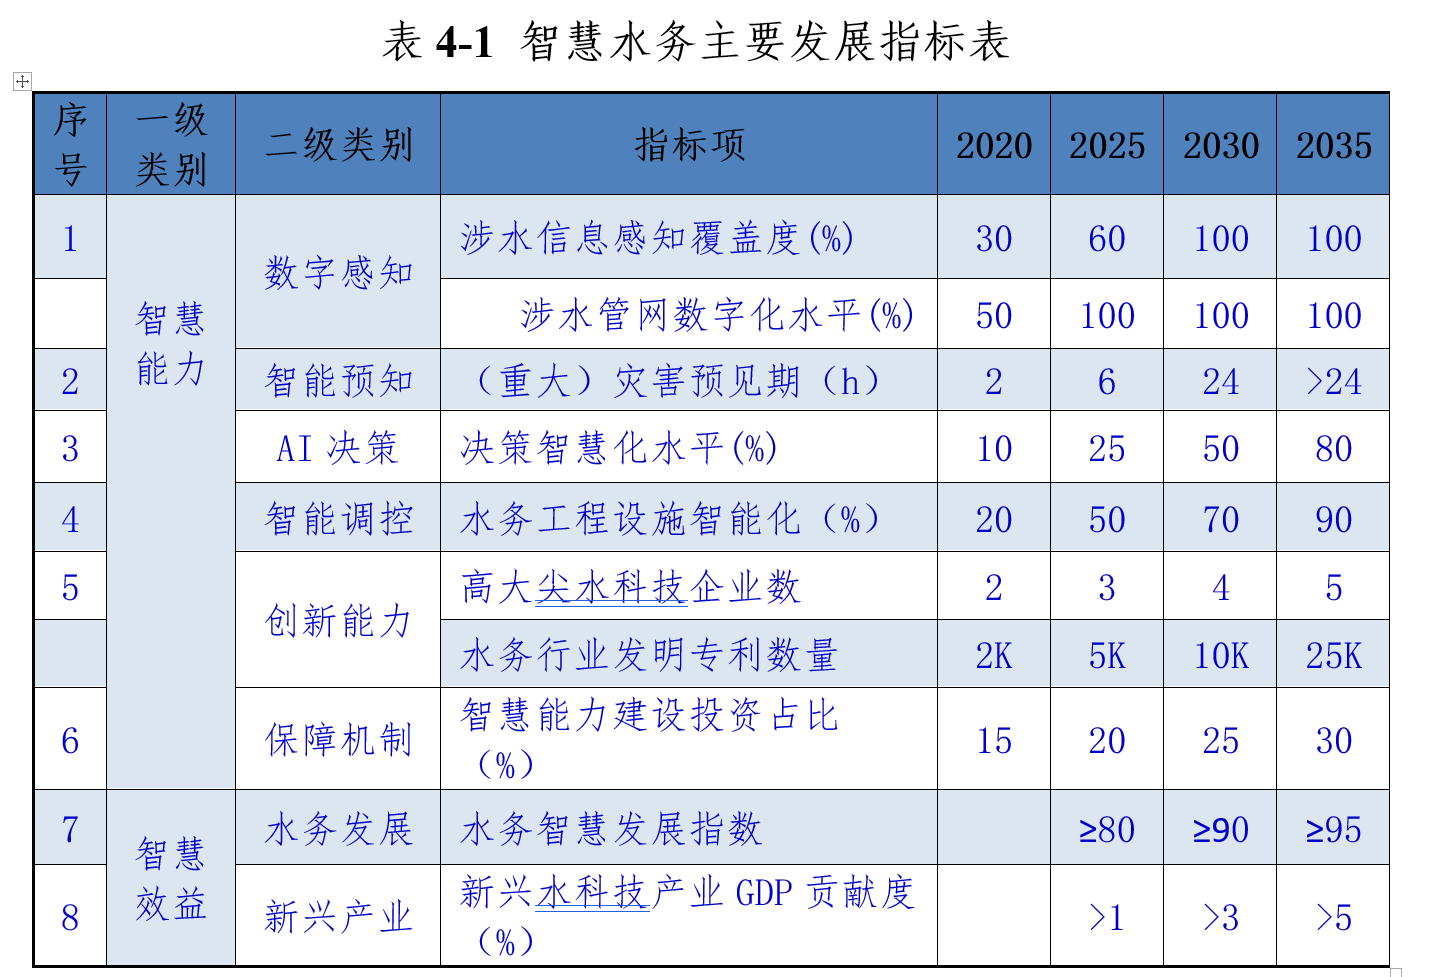 表 4-1 智慧水务主要发展指标表
序号 一级类别 二级类别 指标项 2020 2025 2030 2035
1 智慧能力 数字感知 涉水信息感知覆盖度(%) 30 60 100 100
涉水管网数字化水平(%) 50 100 100 100
2 智能预知 （重大）灾害预见期（h） 2 6 24 >24
3 AI 决策 决策智慧化水平(%) 10 25 50 80
4 智能调控 水务工程设施智能化（%） 20 50 70 90
5 创新能力 高大尖水科技企业数 2 3 4 5
水务行业发明专利数量 2K 5K 10K 25K
6 保障机制 智慧能力建设投资占比（%） 15 20 25 30
7 智慧效益 水务发展 水务智慧发展指数 ≥80 ≥90 ≥95
8 新兴产业 新兴水科技产业 GDP 贡献度（%） >1 >3 >5